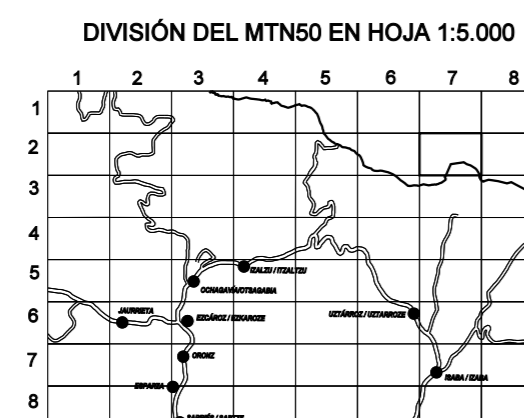 DIVISIÓN DEL MTN50 EN HOJA 1:5.000
1 2 3 4 5 6 7 8
1
2
3
4
5
IZALZU / ITZALTZU
OCHAGAVÍA/OTSAGABIA
JAURRIETA
6
EZCÁROZ / EZKAROZE
UZTÁRROZ / UZTARROZE
7
ORONZ
ISABA / IZABA
8
ESPARZA